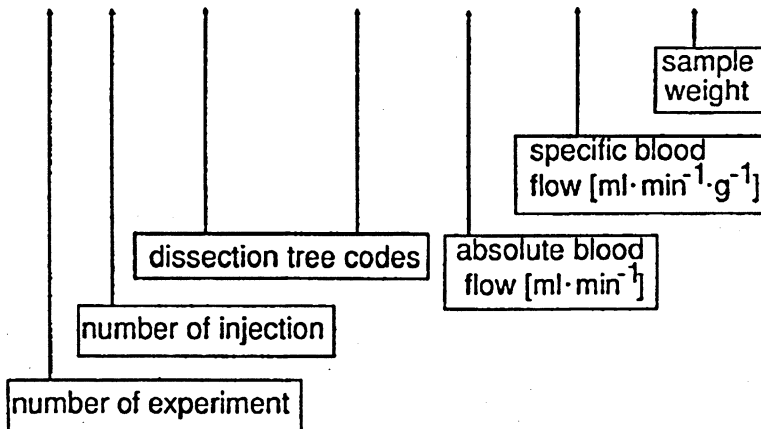 sample
weight
specific blood
flow [ml·min⁻¹·g⁻¹]
dissection tree codes
absolute blood
flow [ml·min⁻¹]
number of injection
number of experiment